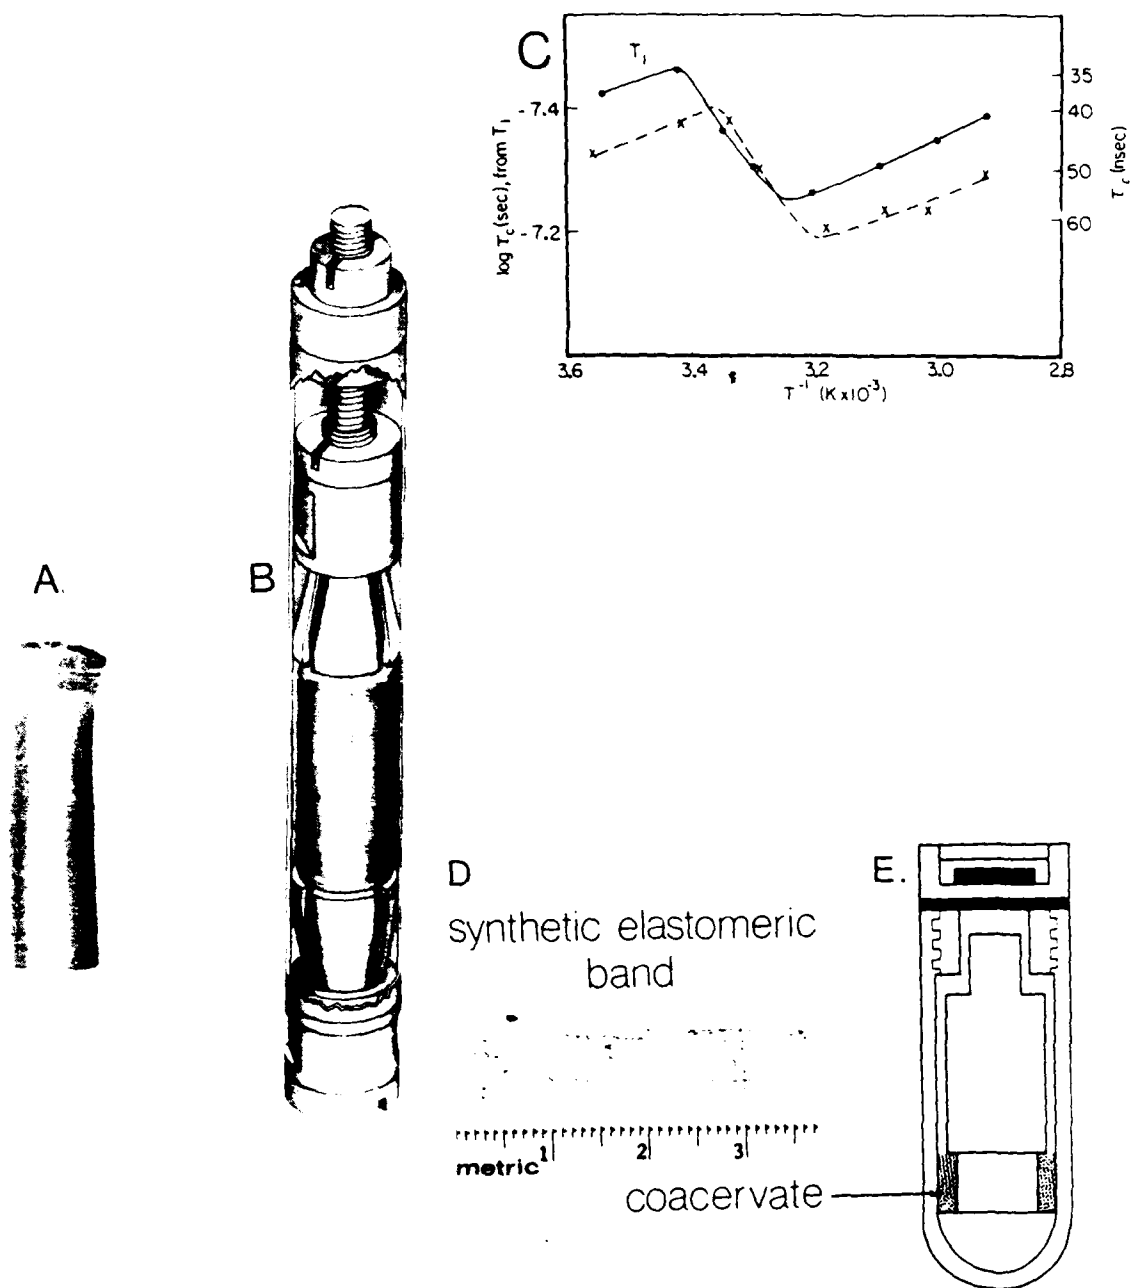 C
T₁
35
-7.4
40
log τc(sec), from T₁
50
τc (nsec)
-7.2
60
3.6
3.4
3.2
3.0
2.8
T⁻¹ (K x10⁻³)
A.
B
D
E.
synthetic elastomeric
band
1 2 3
metric
coacervate